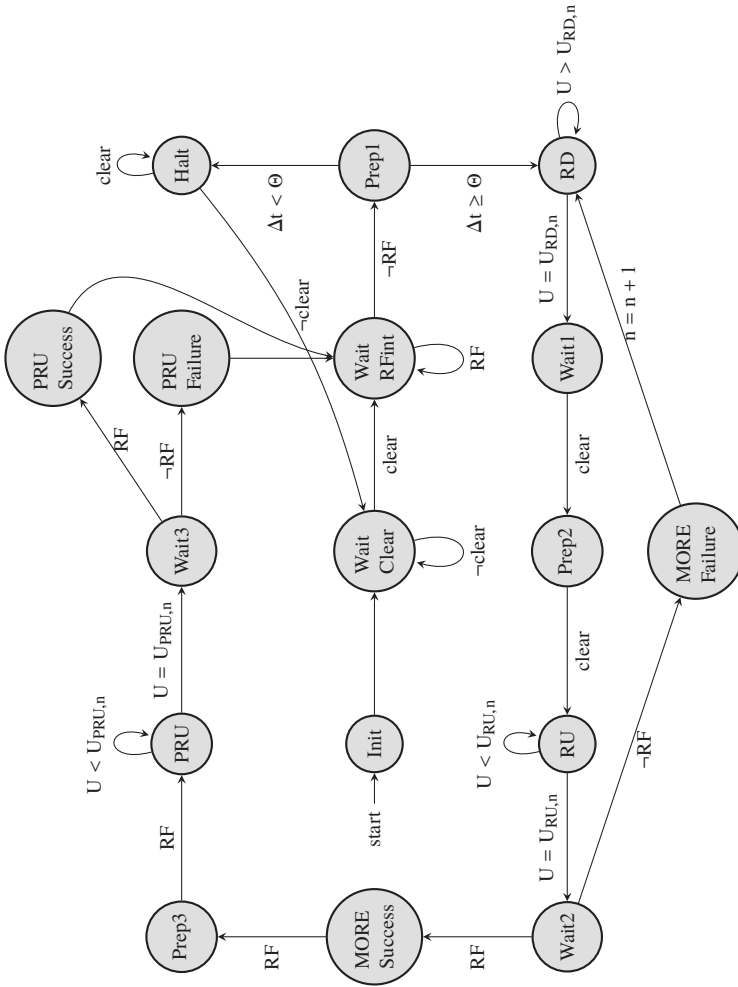 start
Init
Wait
Clear
¬clear
clear
Wait
RFint
RF
¬RF
Prep1
Δt < Θ
Halt
clear
¬clear
Δt ≥ Θ
RD
U > U_RD,n
U = U_RD,n
Wait1
clear
Prep2
clear
RU
U < U_RU,n
U = U_RU,n
Wait2
¬RF
MORE
Failure
n = n + 1
RF
MORE
Success
RF
Prep3
RF
PRU
U < U_PRU,n
U = U_PRU,n
Wait3
RF
¬RF
PRU
Success
PRU
Failure